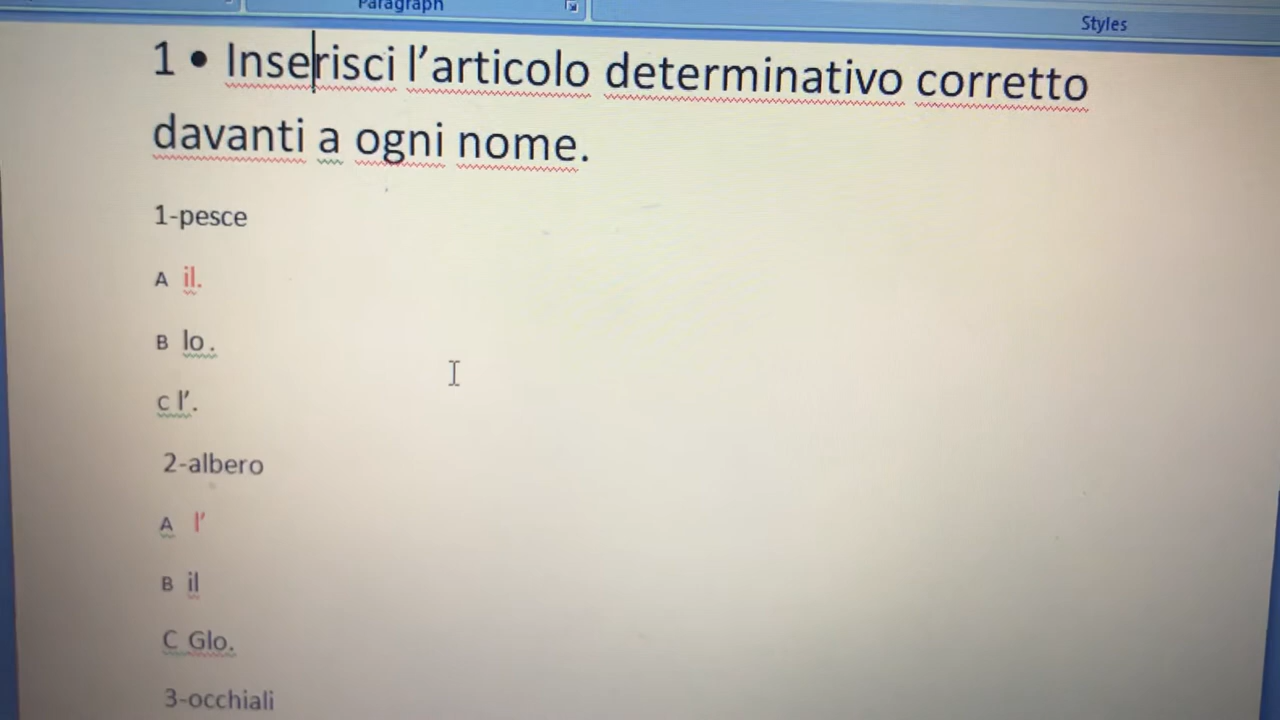 Paragraph
Styles
1 • Inserisci l’articolo determinativo corretto
davanti a ogni nome.
1-pesce
A il.
B lo .
c l’.
2-albero
A l’
B il
C Glo.
3-occhiali